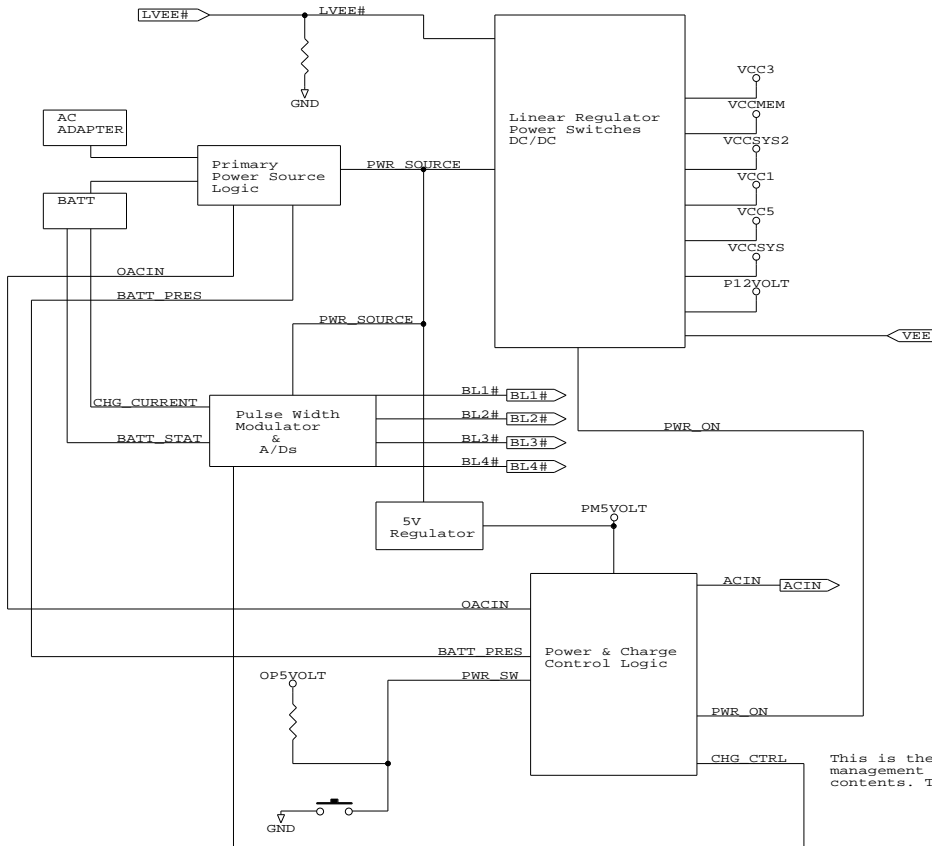 LVEE#
LVEE#
GND
AC
ADAPTER
BATT
Primary
Power Source
Logic
PWR_SOURCE
Linear Regulator
Power Switches
DC/DC
VCC3
VCCMEM
VCCSYS2
VCC1
VCC5
VCCSYS
P12VOLT
VEE
OACIN
BATT_PRES
PWR_SOURCE
CHG_CURRENT
BATT_STAT
Pulse Width
Modulator
&
A/Ds
BL1#
BL1#
BL2#
BL2#
BL3#
BL3#
BL4#
BL4#
PWR_ON
5V
Regulator
PM5VOLT
OACIN
BATT_PRES
PWR_SW
Power & Charge
Control Logic
ACIN
ACIN
PWR_ON
CHG_CTRL
OP5VOLT
GND
This is the
management
contents. T